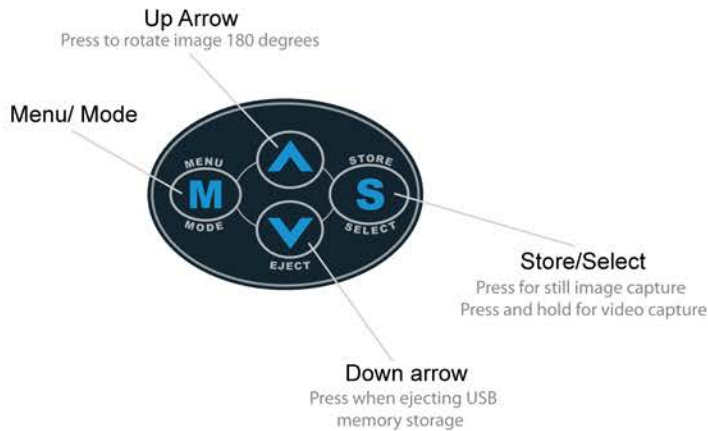 Up Arrow
Press to rotate image 180 degrees
Menu/ Mode
MENU
M
MODE
STORE
S
SELECT
EJECT
Store/Select
Press for still image capture
Press and hold for video capture
Down arrow
Press when ejecting USB
memory storage